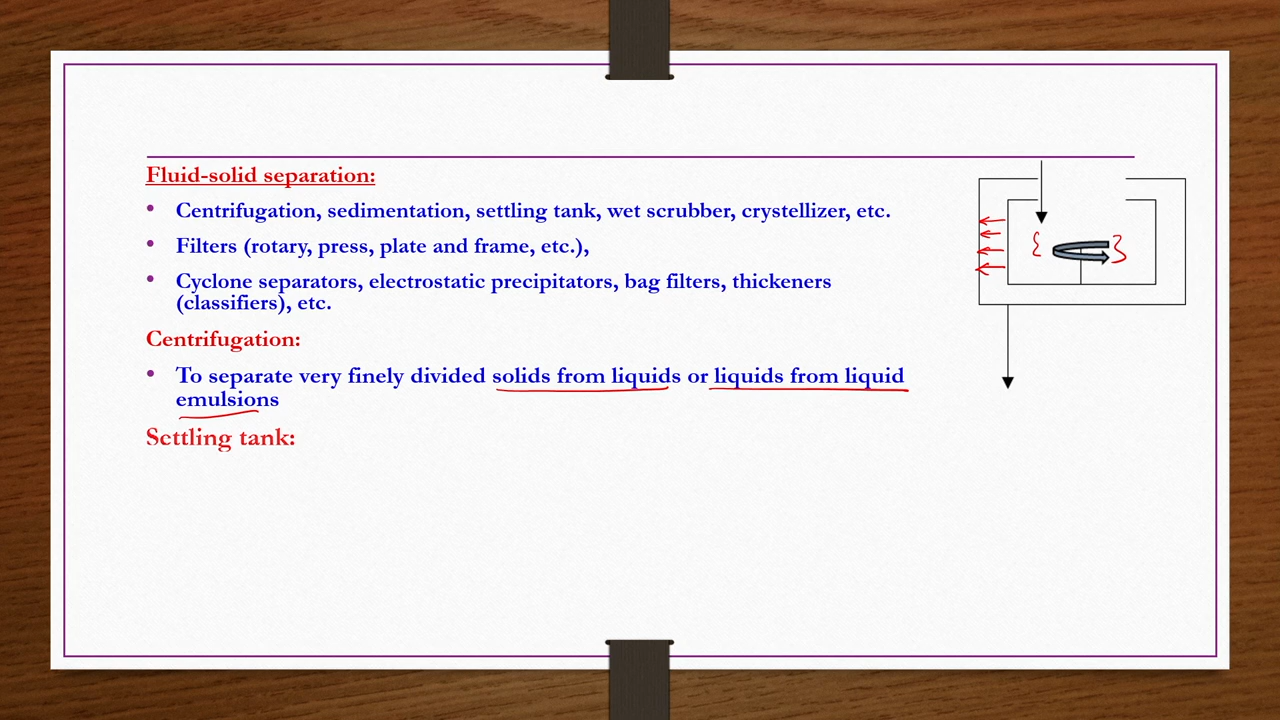 Fluid-solid separation:
• Centrifugation, sedimentation, settling tank, wet scrubber, crystellizer, etc.
• Filters (rotary, press, plate and frame, etc.),
• Cyclone separators, electrostatic precipitators, bag filters, thickeners
(classifiers), etc.
Centrifugation:
• To separate very finely divided solids from liquids or liquids from liquid
emulsions
Settling tank: